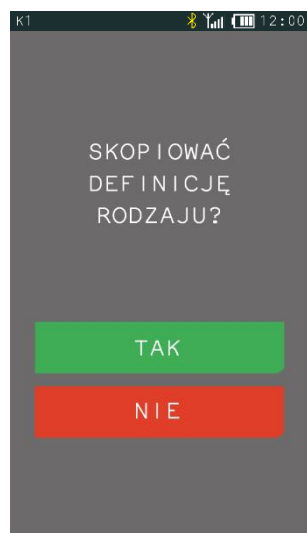 K1 12:00
SKOPIOWAĆ
DEFINICJĘ
RODZAJU?
TAK
NIE